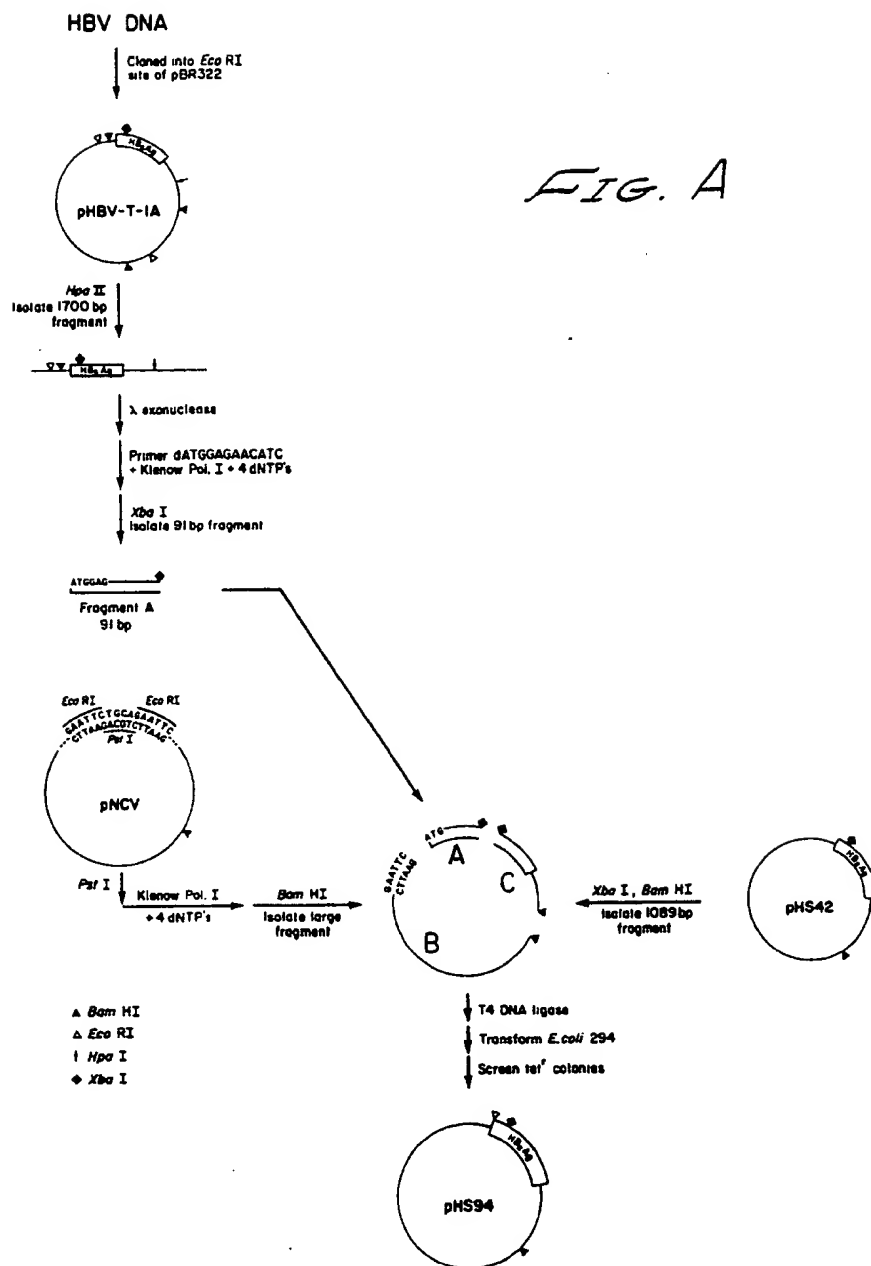 HBV DNA
Cloned into Eco RI
site of pBR322
HBsAg
pHBV-T-1A
FIG. A
Hpa II
Isolate 1700 bp
fragment
HBsAg
λ exonuclease
Primer dATGGAGAACATC
+ Klenow Pol. I + 4 dNTP's
Xba I
Isolate 91 bp fragment
ATGGAG
Fragment A
91 bp
Eco RI Eco RI
GAATTCTGCAGAATTC
CTTAAGACGTCTTAAG
Pst I
pNCV
Pst I
Klenow Pol. I
+ 4 dNTP's
Bam HI
Isolate large
fragment
GAATTC
CTTAAG
ATG
A
B
C
Xba I, Bam HI
Isolate 1089 bp
fragment
HBsAg
pHS42
▲ Bam HI
△ Eco RI
† Hpa I
◆ Xba I
T4 DNA ligase
Transform E.coli 294
Screen tetr colonies
HBsAg
pHS94